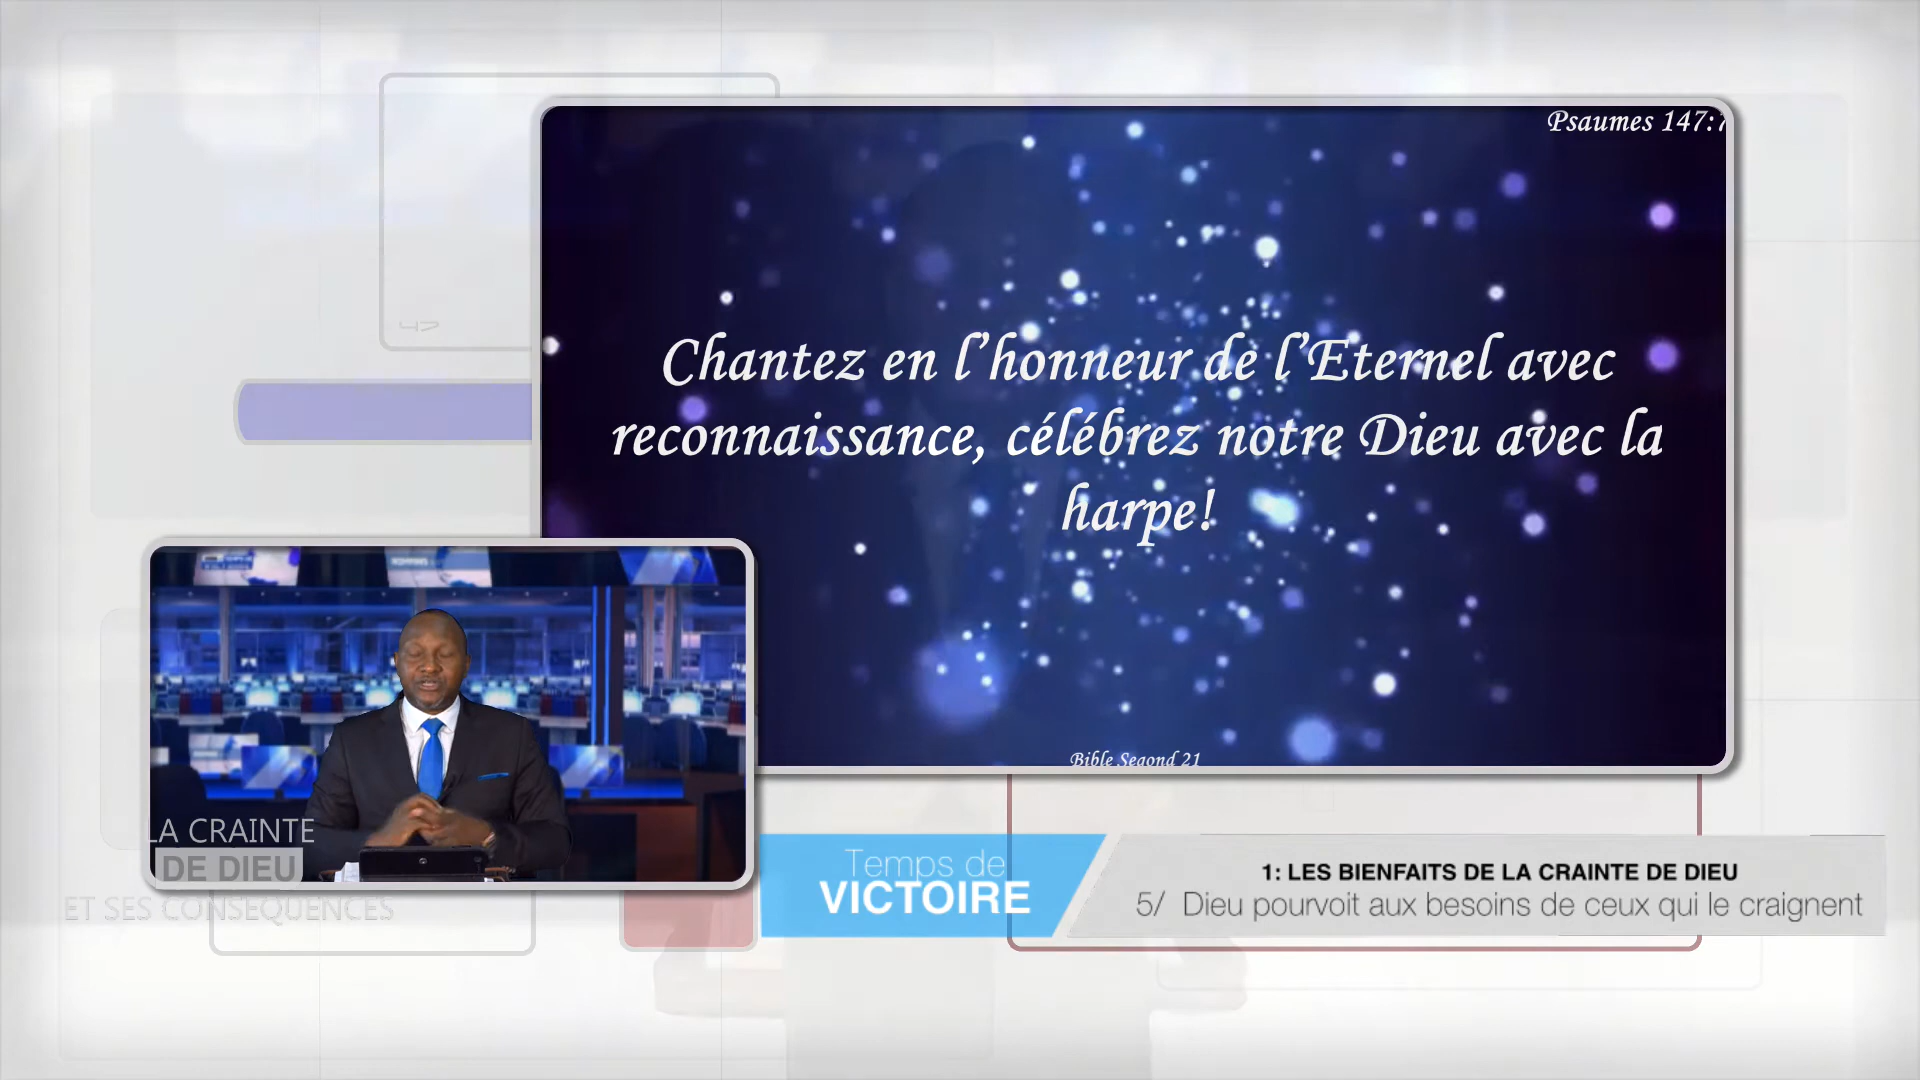 Psaumes 147:7
Chantez en l’honneur de l’Eternel avec
reconnaissance, célébrez notre Dieu avec la
harpe!
Bible Segond 21
LA CRAINTE
DE DIEU
ET SES CONSEQUENCES
Temps de
VICTOIRE
1: LES BIENFAITS DE LA CRAINTE DE DIEU
5/ Dieu pourvoit aux besoins de ceux qui le craignent